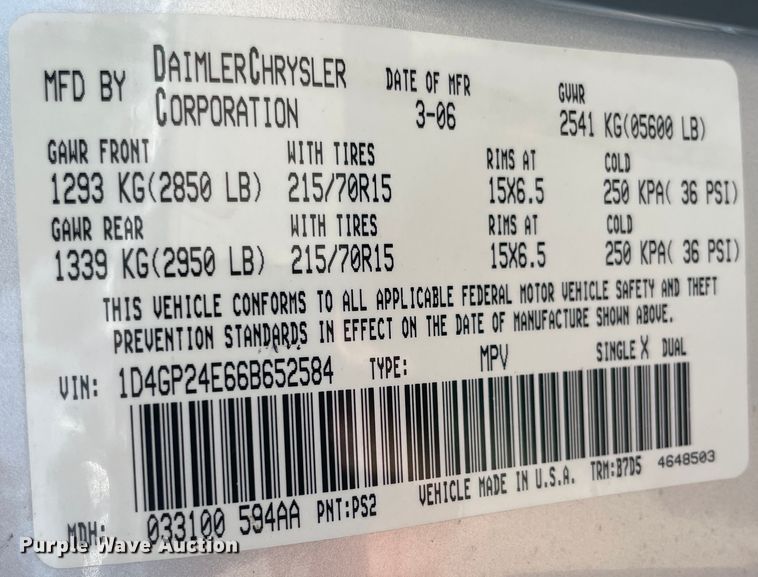 MFD BY DAIMLERCHRYSLER CORPORATION DATE OF MFR 3-06 GVWR 2541 KG(05600 LB)
GAWR FRONT WITH TIRES RIMS AT COLD
1293 KG(2850 LB) 215/70R15 15X6.5 250 KPA( 36 PSI)
GAWR REAR WITH TIRES RIMS AT COLD
1339 KG(2950 LB) 215/70R15 15X6.5 250 KPA( 36 PSI)
THIS VEHICLE CONFORMS TO ALL APPLICABLE FEDERAL MOTOR VEHICLE SAFETY AND THEFT
PREVENTION STANDARDS IN EFFECT ON THE DATE OF MANUFACTURE SHOWN ABOVE.
VIN: 1D4GP24E66B652584 TYPE: MPV SINGLE X DUAL
MDH: 033100 594AA PNT:PS2 VEHICLE MADE IN U.S.A. TRM:B7D5 4648503
Purple Wave Auction